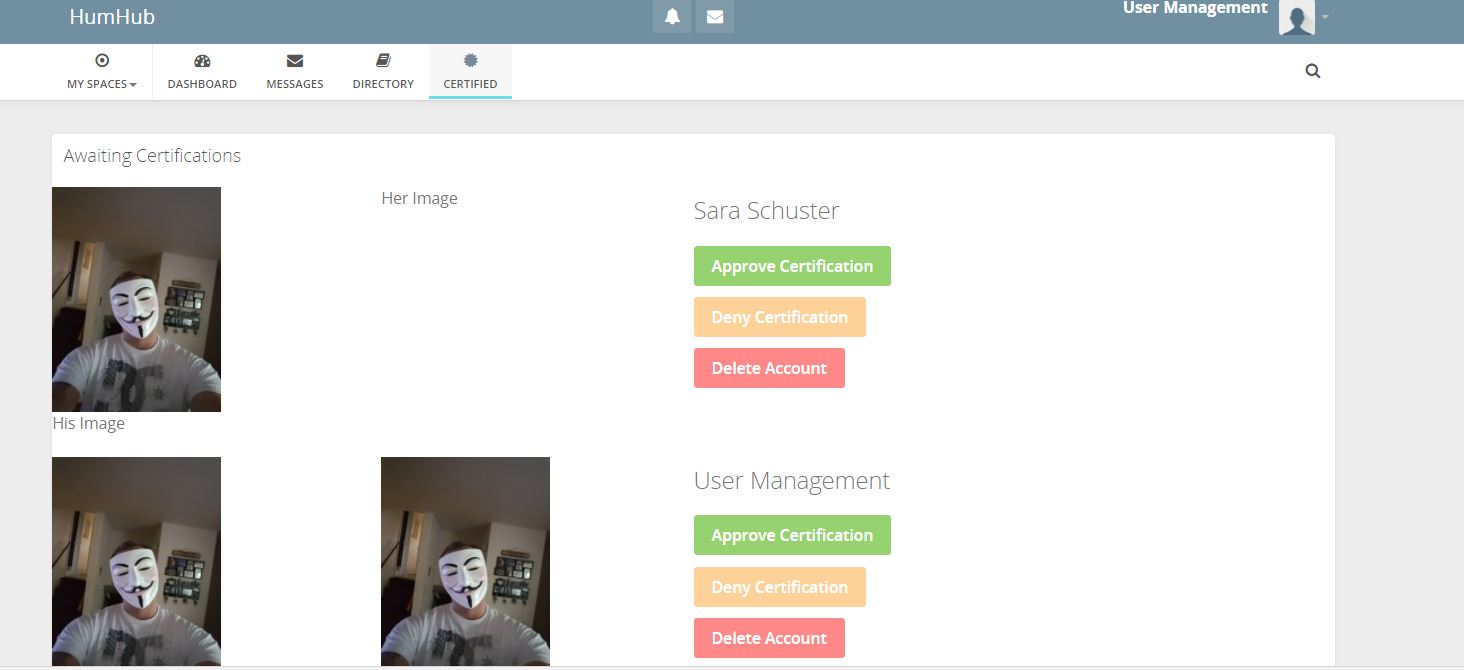 HumHub
User Management
MY SPACES
DASHBOARD
MESSAGES
DIRECTORY
CERTIFIED
Awaiting Certifications
Her Image
Sara Schuster
Approve Certification
Deny Certification
Delete Account
His Image
User Management
Approve Certification
Deny Certification
Delete Account